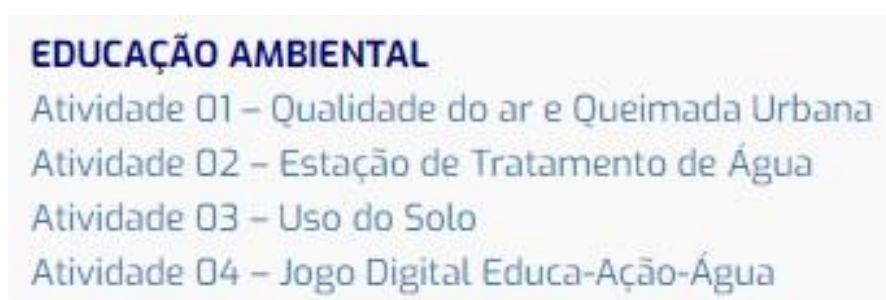 EDUCAÇÃO AMBIENTAL
Atividade 01 – Qualidade do ar e Queimada Urbana
Atividade 02 – Estação de Tratamento de Água
Atividade 03 – Uso do Solo
Atividade 04 – Jogo Digital Educa-Ação-Água